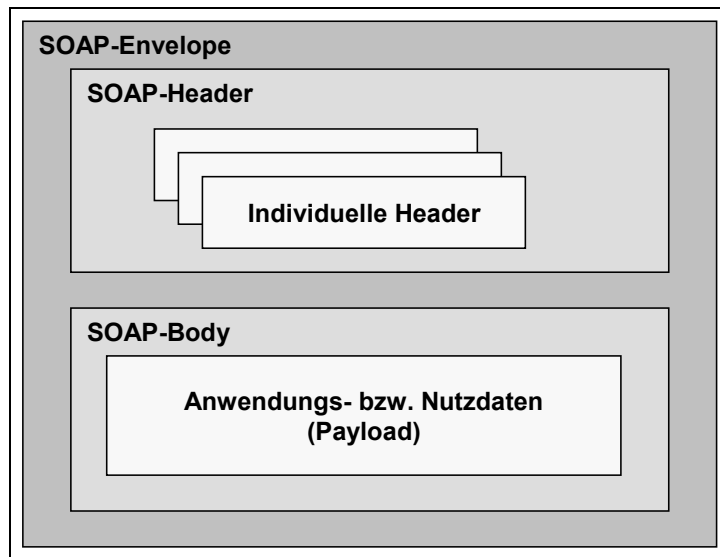 SOAP-Envelope
SOAP-Header
Individuelle Header
SOAP-Body
Anwendungs- bzw. Nutzdaten
(Payload)